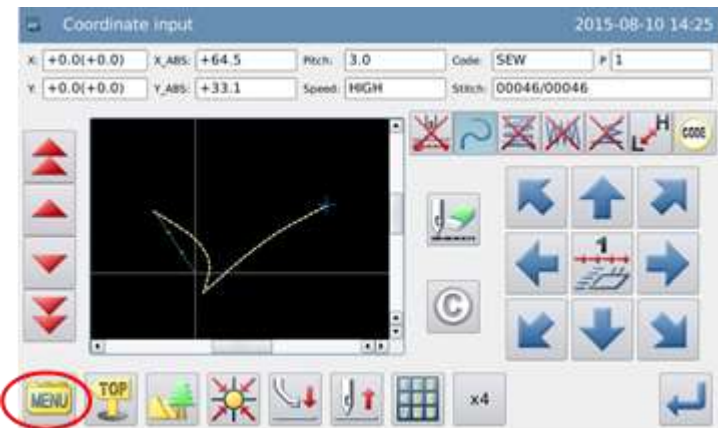 Coordinate input 2015-08-10 14:25
X: +0.0(+0.0) X_ABS: +64.5 Pitch: 3.0 Code: SEW P 1
Y: +0.0(+0.0) Y_ABS: +33.1 Speed: HIGH Stitch: 00046/00046
H
L
CODE
1
©
MENU
TOP
x4